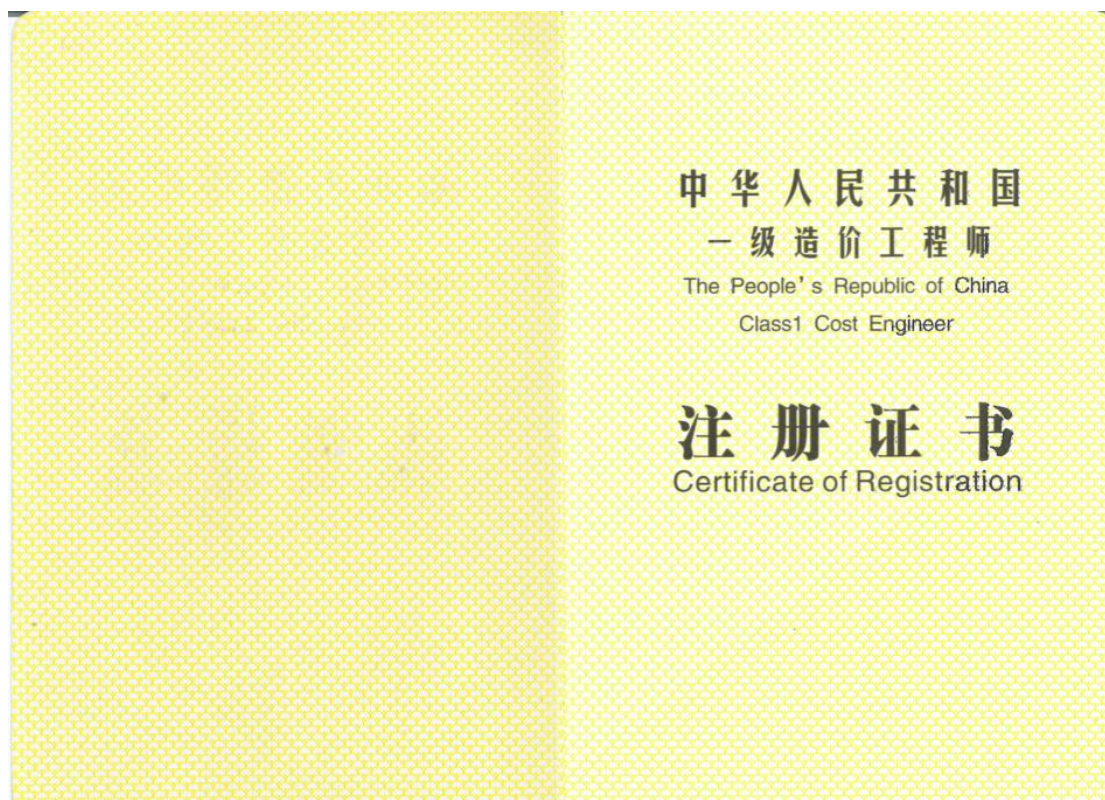 中华人民共和国
一级造价工程师
The People's Republic of China
Class1 Cost Engineer
注册证书
Certificate of Registration